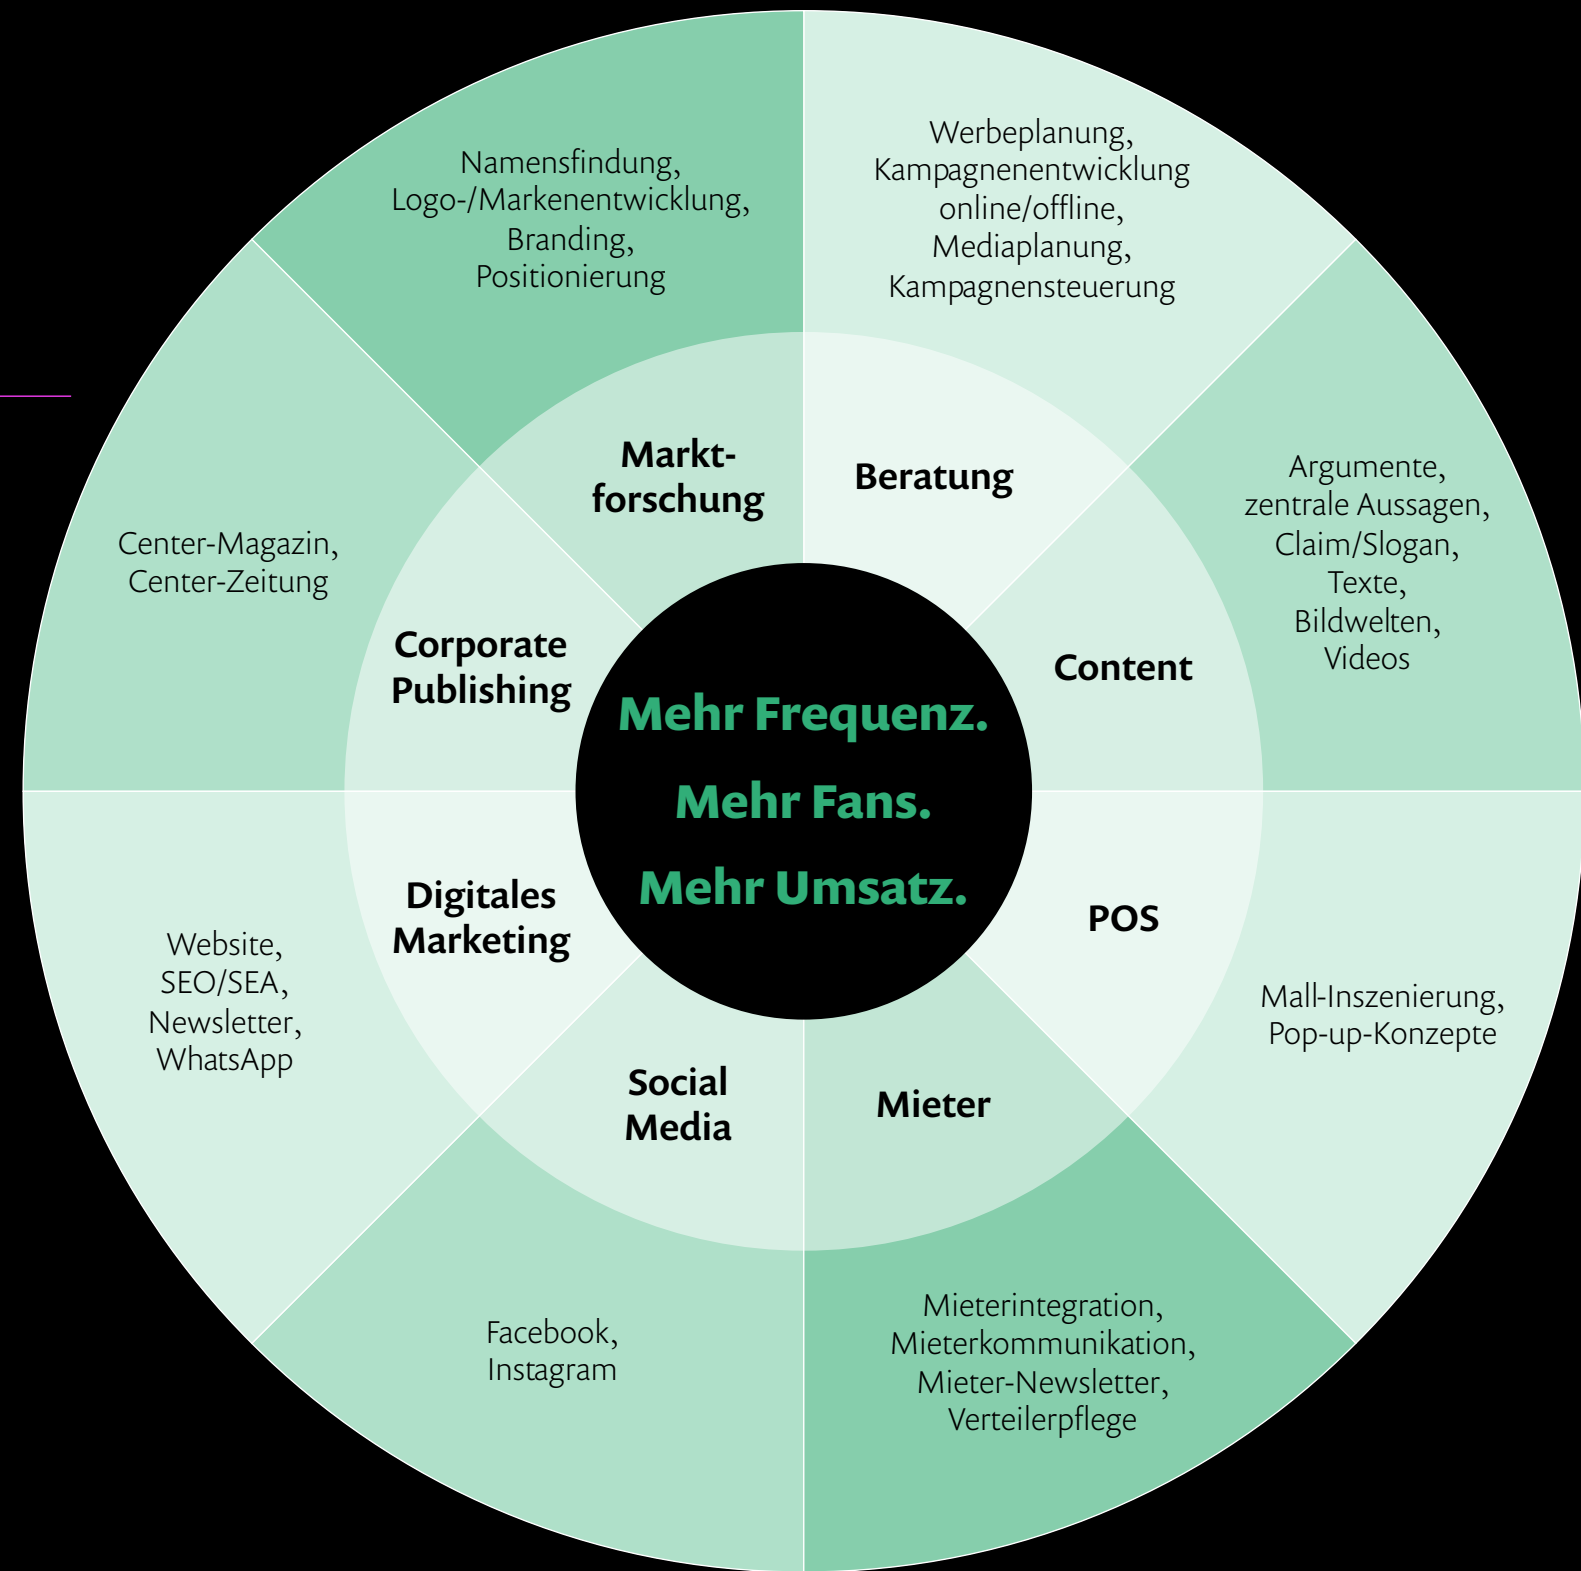 Namensfindung,
Logo-/Markenentwicklung,
Branding,
Positionierung
Werbeplanung,
Kampagnenentwicklung
online/offline,
Mediaplanung,
Kampagnensteuerung
Argumente,
zentrale Aussagen,
Claim/Slogan,
Texte,
Bildwelten,
Videos
Mall-Inszenierung,
Pop-up-Konzepte
Mieterintegration,
Mieterkommunikation,
Mieter-Newsletter,
Verteilerpflege
Facebook,
Instagram
Website,
SEO/SEA,
Newsletter,
WhatsApp
Center-Magazin,
Center-Zeitung
Markt-
forschung
Beratung
Content
POS
Mieter
Social
Media
Digitales
Marketing
Corporate
Publishing
Mehr Frequenz.
Mehr Fans.
Mehr Umsatz.